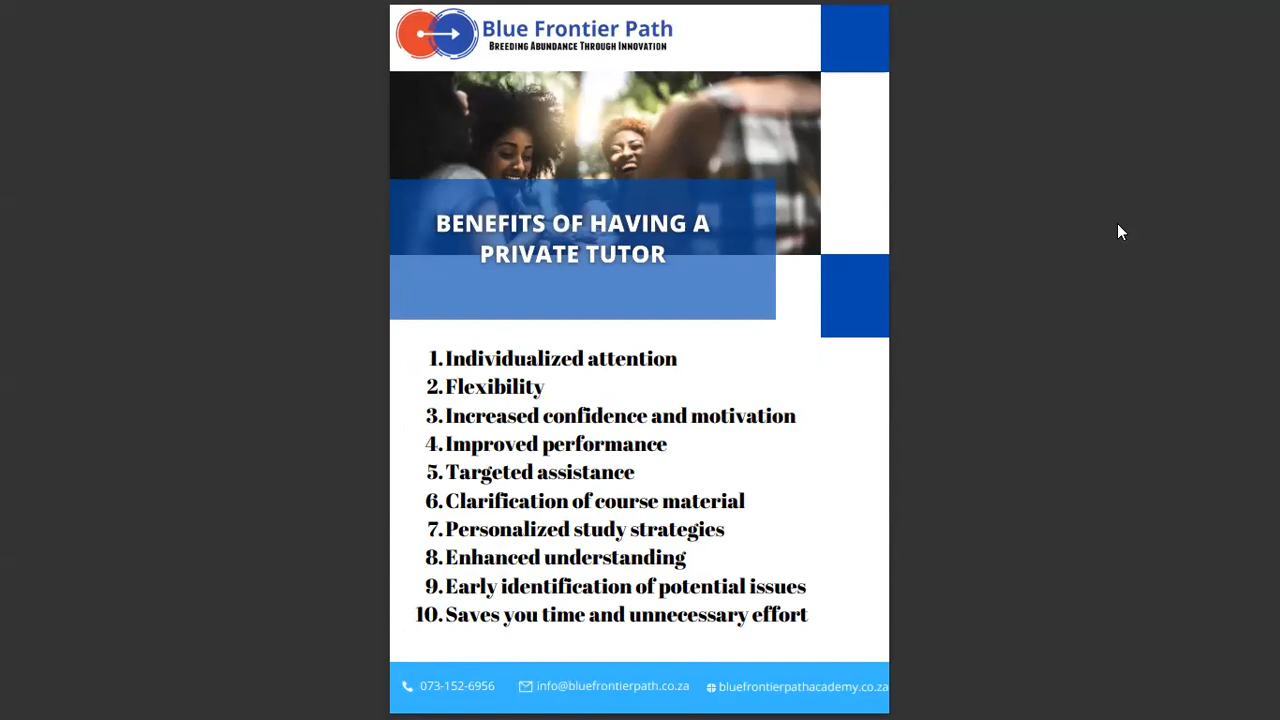 Blue Frontier Path
Breeding Abundance Through Innovation
BENEFITS OF HAVING A
PRIVATE TUTOR
1. Individualized attention
2. Flexibility
3. Increased confidence and motivation
4. Improved performance
5. Targeted assistance
6. Clarification of course material
7. Personalized study strategies
8. Enhanced understanding
9. Early identification of potential issues
10. Saves you time and unnecessary effort
073-152-6956 info@bluefrontierpath.co.za bluefrontierpathacademy.co.za